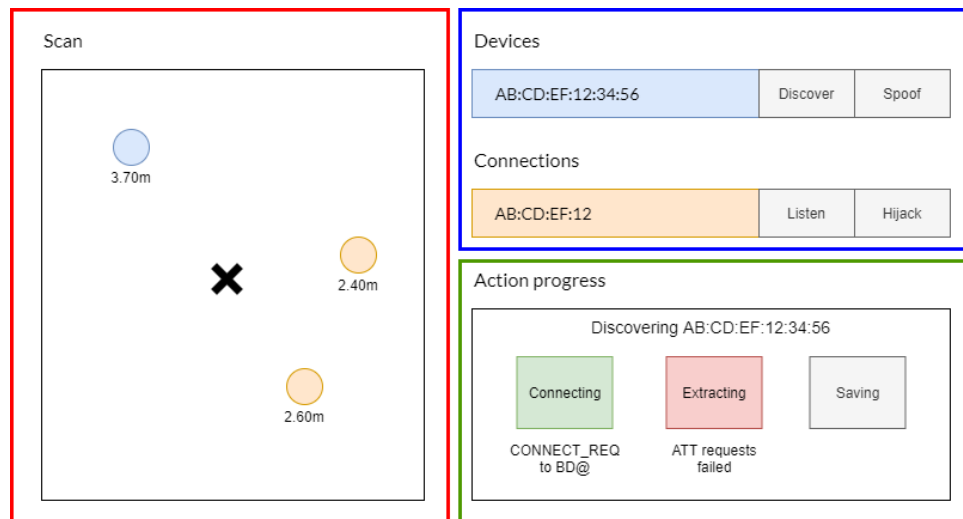 Scan
3.70m
2.40m
2.60m
Devices
AB:CD:EF:12:34:56
Discover
Spoof
Connections
AB:CD:EF:12
Listen
Hijack
Action progress
Discovering AB:CD:EF:12:34:56
Connecting
Extracting
Saving
CONNECT_REQ
to BD@
ATT requests
failed